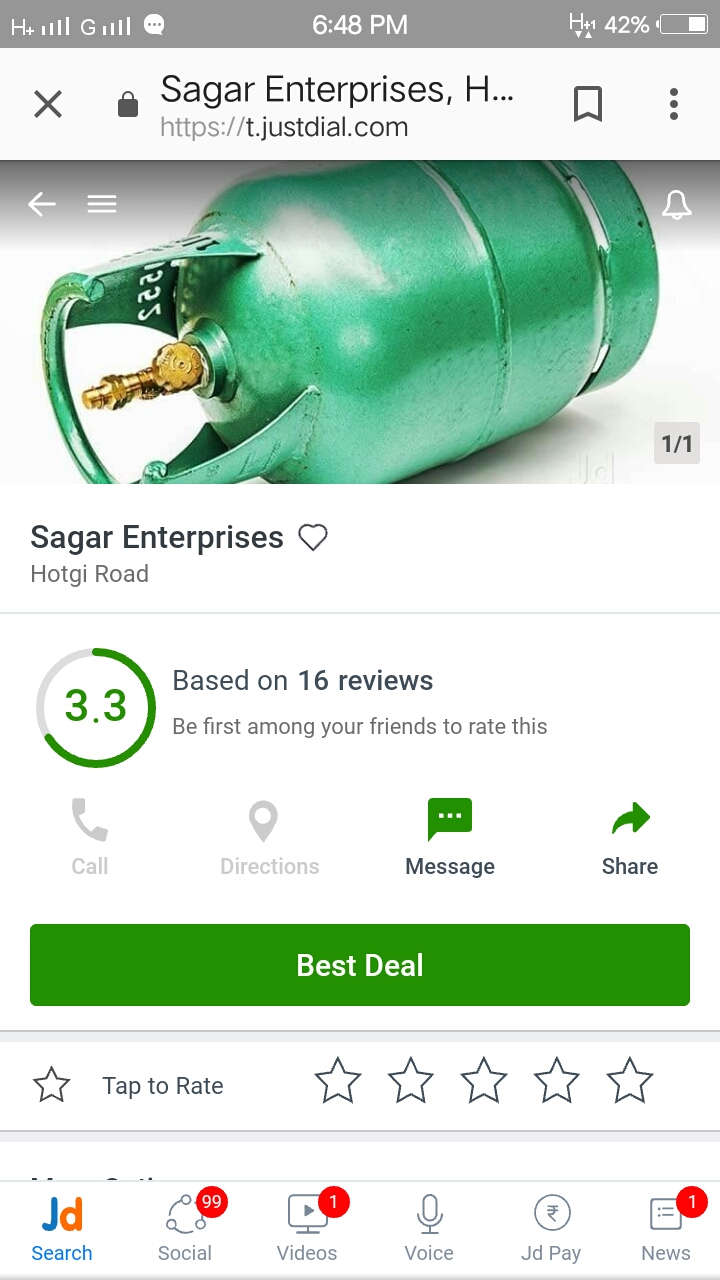 H+ G 6:48 PM H+1 42%
Sagar Enterprises, H...
https://t.justdial.com
1/1
Jd
Sagar Enterprises
Hotgi Road
3.3
Based on 16 reviews
Be first among your friends to rate this
Call Directions Message Share
Best Deal
Tap to Rate
99 1 1
Jd
Search Social Videos Voice Jd Pay News